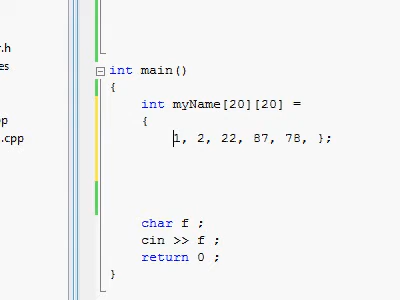 r.h
es
int main()
{
int myName[20][20] =
{
p
.cpp
1, 2, 22, 87, 78, };
char f ;
cin >> f ;
return 0 ;
}